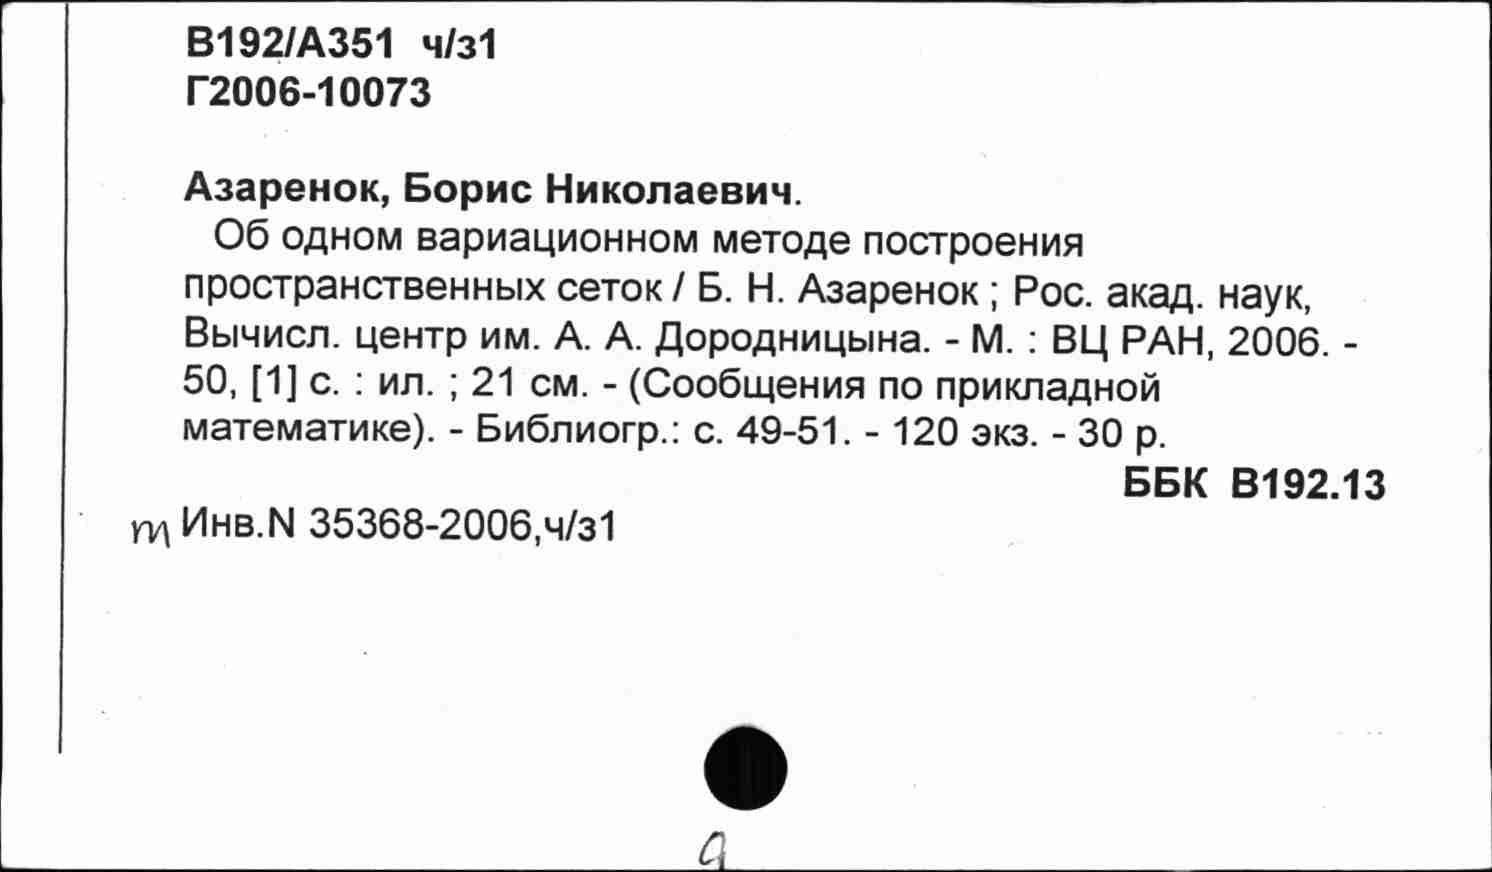 В192/А351 ч/з1
Г2006-10073
Азаренок, Борис Николаевич.
Об одном вариационном методе построения
пространственных сеток / Б. Н. Азаренок ; Рос. акад. наук,
Вычисл. центр им. А. А. Дородницына. - М. : ВЦ РАН, 2006. -
50, [1] с. : ил. ; 21 см. - (Сообщения по прикладной
математике). - Библиогр.: с. 49-51. - 120 экз. - 30 р.
ББК В192.13
Инв.N 35368-2006,ч/з1